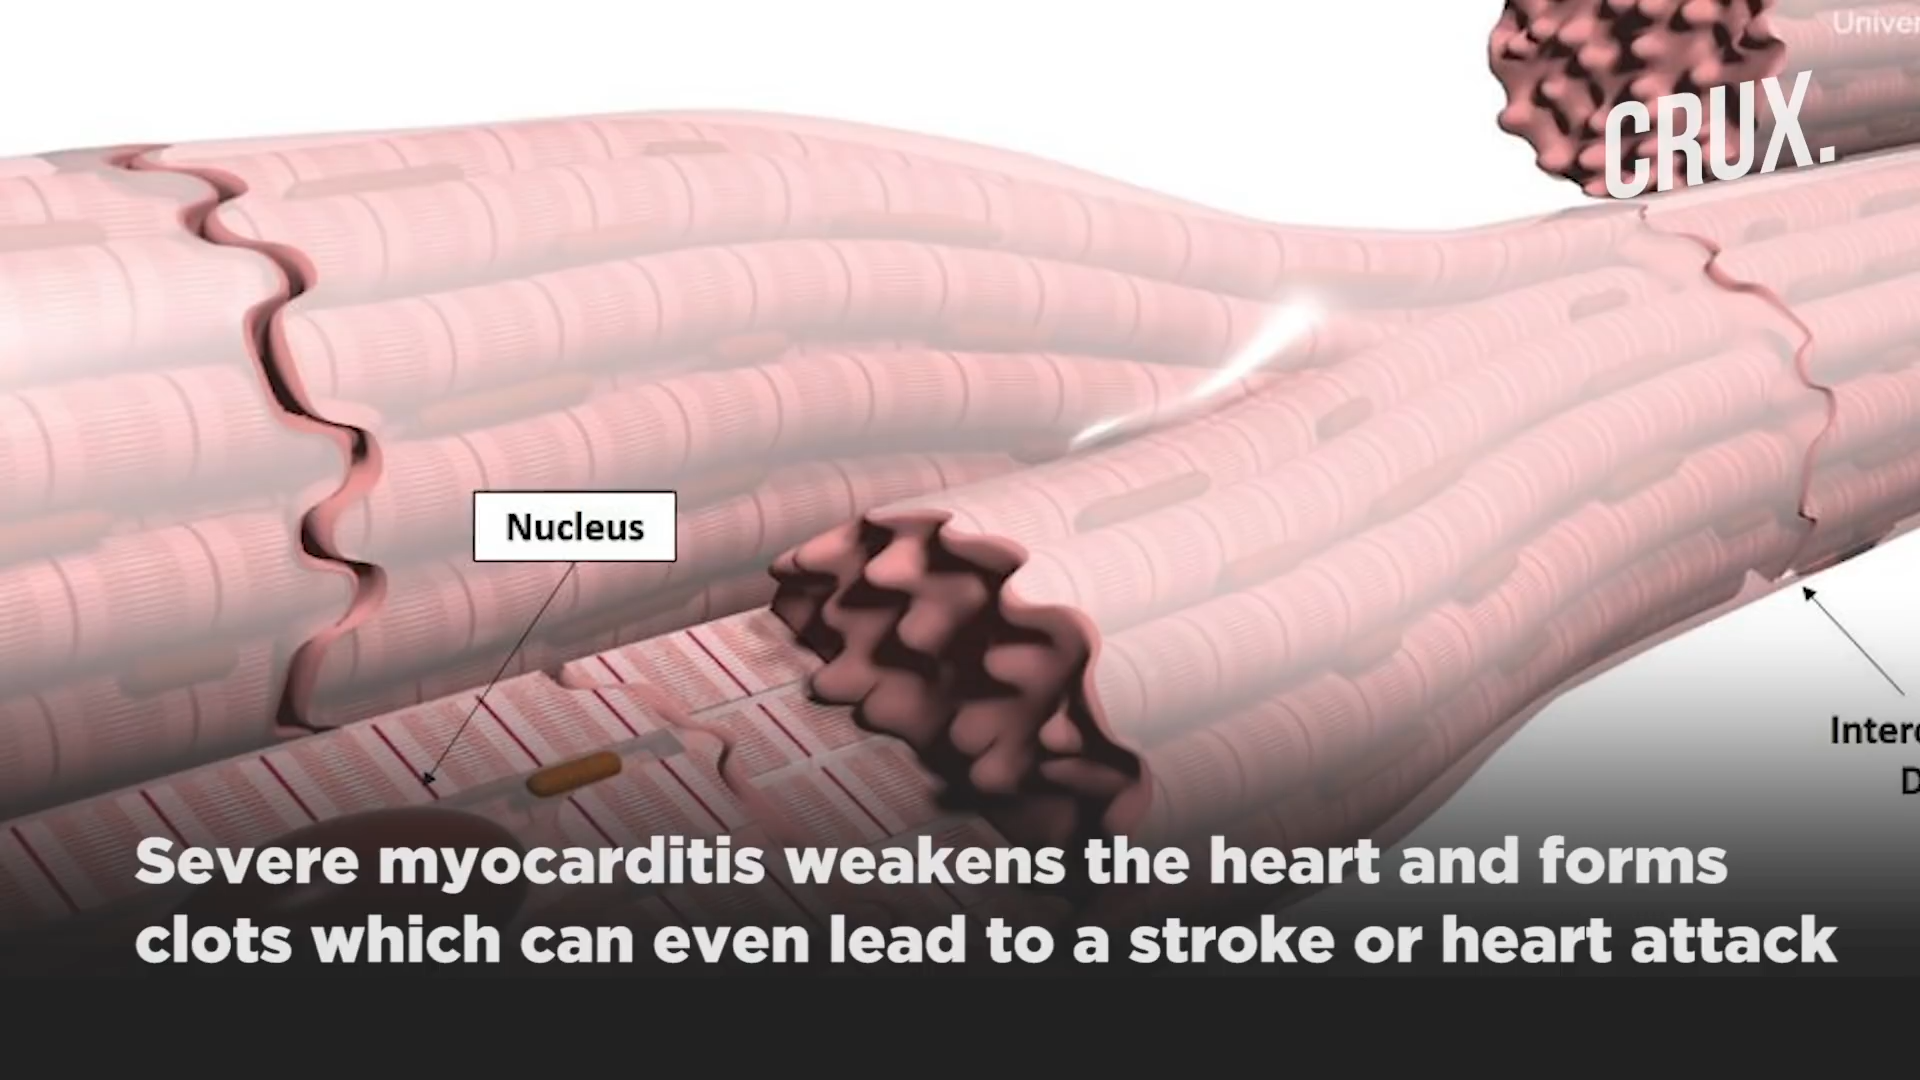 CRUX.
Nucleus
Severe myocarditis weakens the heart and forms
clots which can even lead to a stroke or heart attack